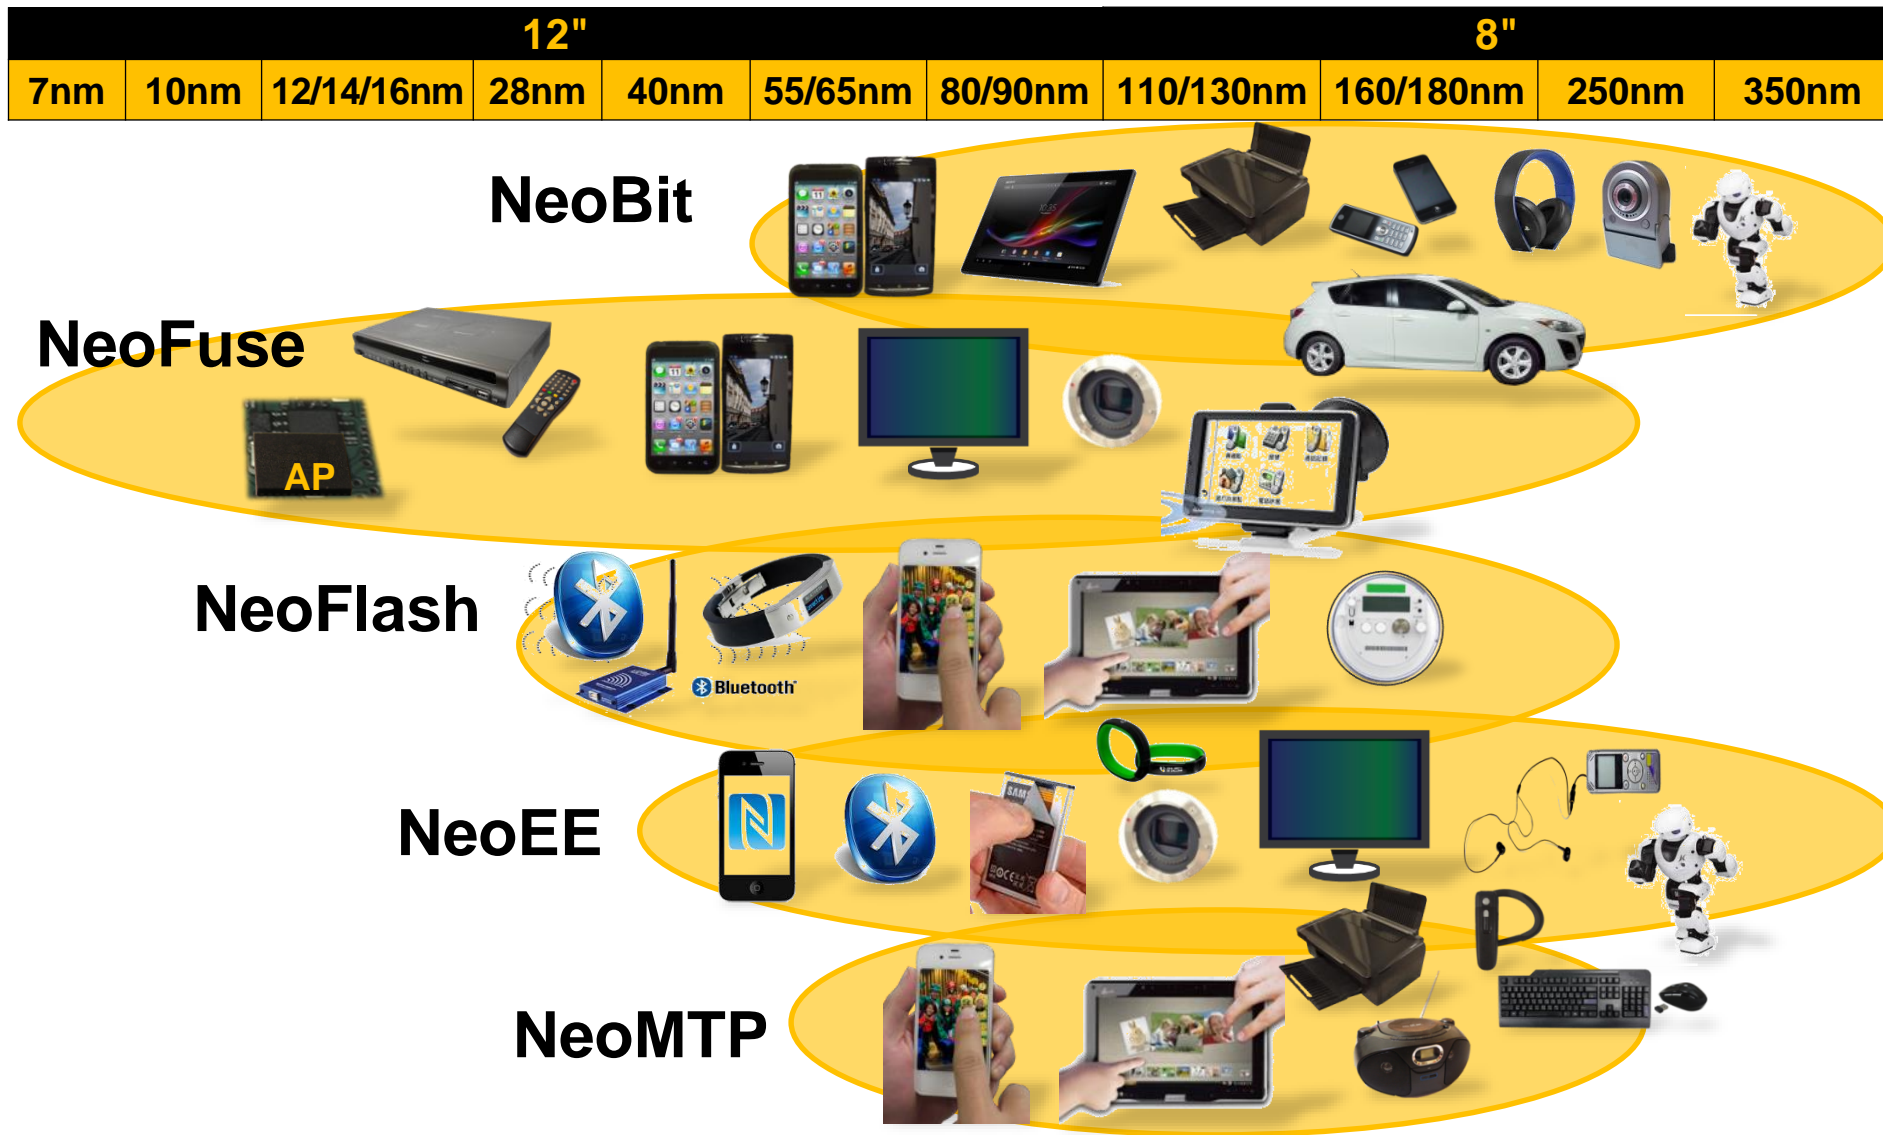 12" 8"
7nm 10nm 12/14/16nm 28nm 40nm 55/65nm 80/90nm 110/130nm 160/180nm 250nm 350nm
NeoBit
NeoFuse
AP
NeoFlash
Bluetooth
NeoEE
SAM
NeoMTP